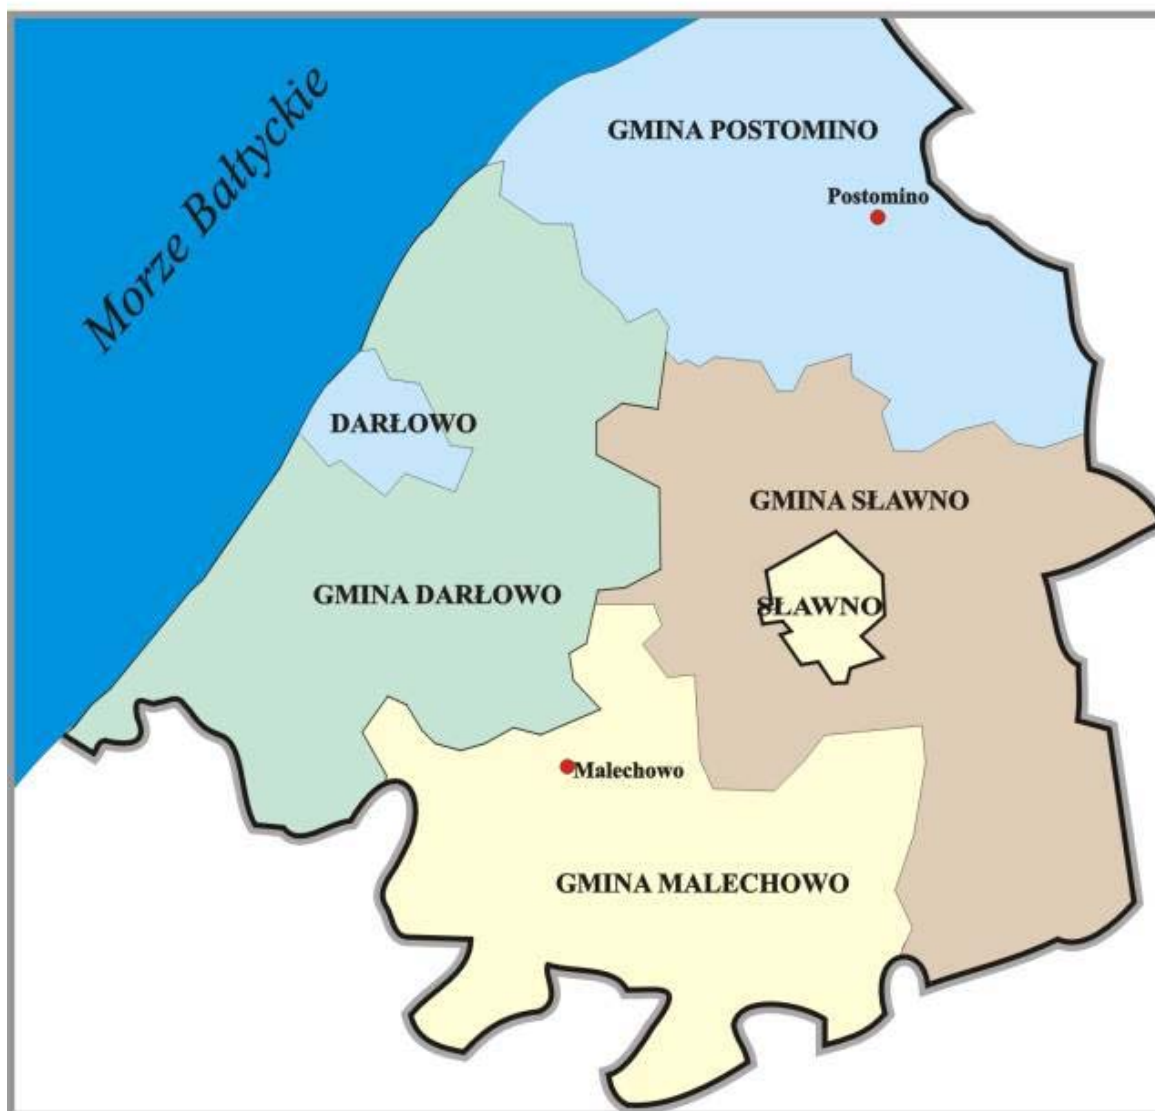 Morze Bałtyckie
GMINA POSTOMINO
Postomino
DARŁOWO
GMINA SŁAWNO
GMINA DARŁOWO
SŁAWNO
Malechowo
GMINA MALECHOWO